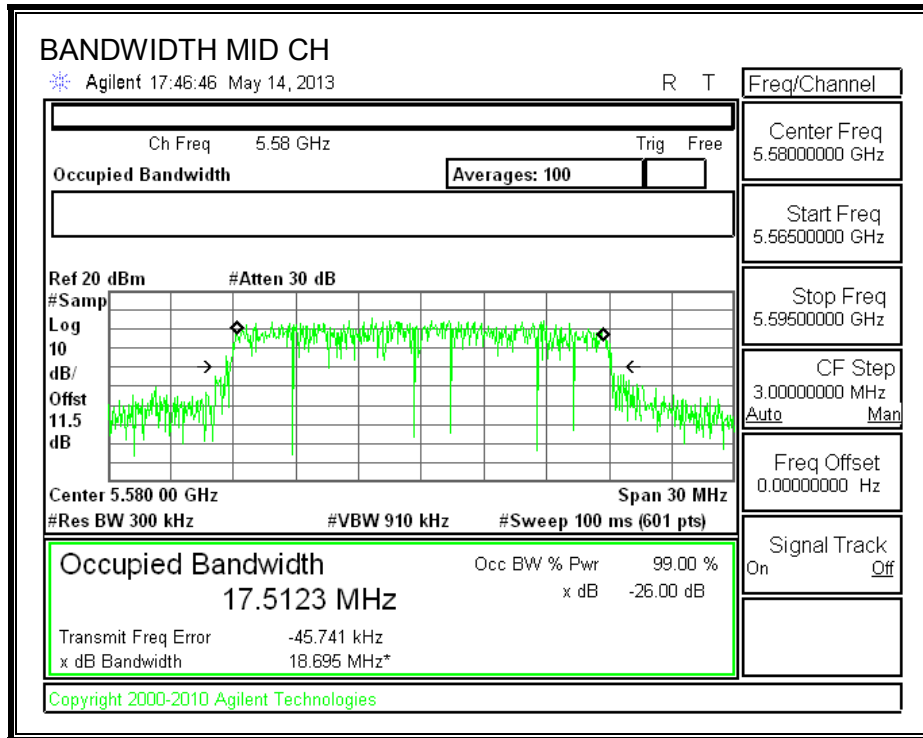 BANDWIDTH MID CH
Agilent 17:46:46 May 14, 2013 R T
Freq/Channel
Ch Freq 5.58 GHz Trig Free
Occupied Bandwidth Averages: 100
Center Freq
5.58000000 GHz
Start Freq
5.56500000 GHz
Stop Freq
5.59500000 GHz
CF Step
3.00000000 MHz
Auto Man
Freq Offset
0.00000000 Hz
Signal Track
On Off
Ref 20 dBm #Atten 30 dB
#Samp
Log
10
dB/
Offst
11.5
dB
Center 5.580 00 GHz Span 30 MHz
#Res BW 300 kHz #VBW 910 kHz #Sweep 100 ms (601 pts)
Occupied Bandwidth Occ BW % Pwr 99.00 %
17.5123 MHz x dB -26.00 dB
Transmit Freq Error -45.741 kHz
x dB Bandwidth 18.695 MHz*
Copyright 2000-2010 Agilent Technologies